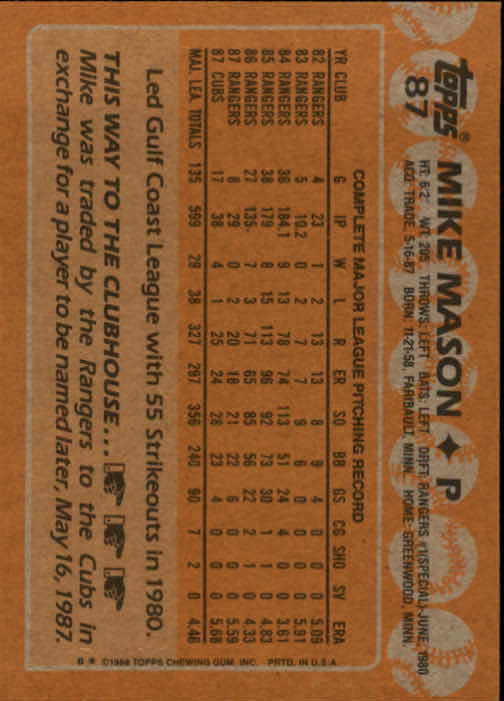 topps® MIKE MASON ✦ P
87
HT: 6'2" WT: 205 THROWS: LEFT BATS: LEFT DRFT: RANGERS #1(SPECIAL)-JUNE, 1980
ACQ: TRADE, 5-16-87 BORN: 11-21-58, FARIBAULT, MINN. HOME: GREENWOOD, MINN.
COMPLETE MAJOR LEAGUE PITCHING RECORD
YR CLUB G IP W L R ER SO BB GS CG SHO SV ERA
82 RANGERS 4 23 1 2 13 13 8 9 4 0 0 0 5.09
83 RANGERS 5 10.2 0 2 7 7 9 6 0 0 0 0 5.91
84 RANGERS 36 184.1 9 13 78 74 113 51 24 4 0 0 3.61
85 RANGERS 38 179 8 15 113 96 92 73 30 1 1 0 4.83
86 RANGERS 27 135 7 3 71 65 85 56 22 2 1 0 4.33
87 RANGERS 8 29 0 2 20 18 21 22 6 0 0 0 5.59
87 CUBS 17 38 4 1 25 24 28 23 4 0 0 0 5.68
MAJ. LEA. TOTALS 135 599 29 38 327 297 356 240 90 7 2 0 4.46
Led Gulf Coast League with 55 Strikeouts in 1980.
THIS WAY TO THE CLUBHOUSE...
Mike was traded by the Rangers to the Cubs in
exchange for a player to be named later, May 16, 1987.
B ★ ©1988 TOPPS CHEWING GUM, INC. PRTD. IN U.S.A.